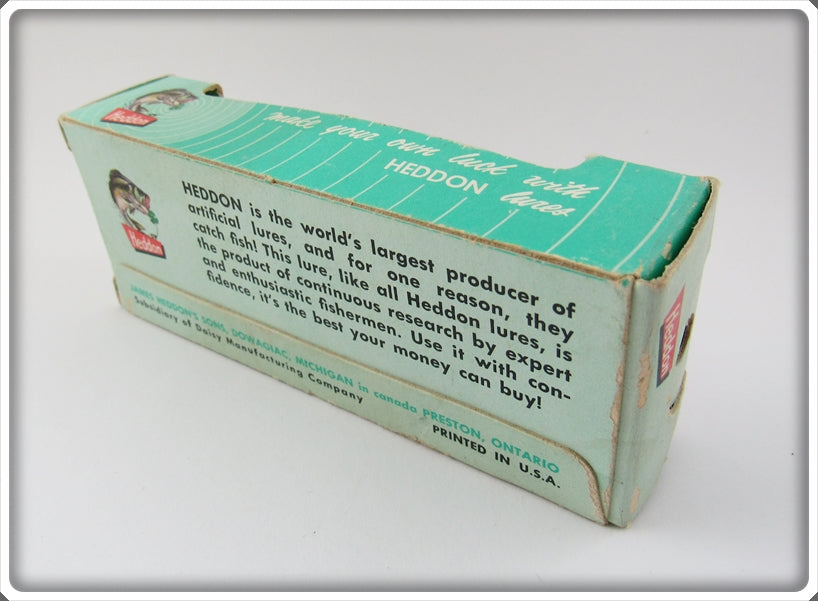 Heddon
make your own luck with
HEDDON lures
Heddon
HEDDON is the world's largest producer of
artificial lures, and for one reason, they
catch fish! This lure, like all Heddon lures, is
the product of continuous research by expert
and enthusiastic fishermen. Use it with con-
fidence, it's the best your money can buy!
JAMES HEDDON'S SONS, DOWAGIAC, MICHIGAN in canada PRESTON, ONTARIO
Subsidiary of Daisy Manufacturing Company
PRINTED IN U.S.A.
Heddon